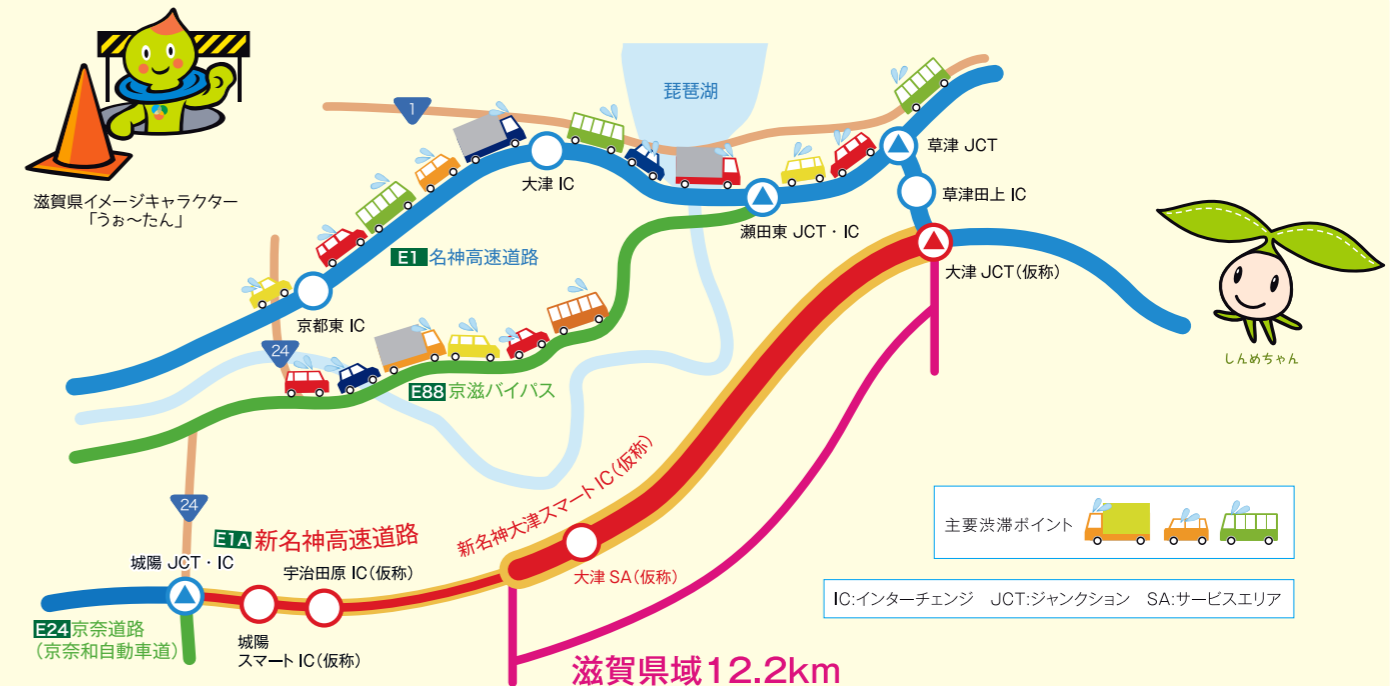 滋賀県イメージキャラクター
「うぉ〜たん」
1
琵琶湖
大津 IC
草津 JCT
草津田上 IC
瀬田東 JCT・IC
大津 JCT(仮称)
しんめちゃん
E1 名神高速道路
京都東 IC
24
E88 京滋バイパス
24
新名神大津スマートIC(仮称)
E1A 新名神高速道路
城陽 JCT・IC
宇治田原 IC(仮称)
大津 SA(仮称)
主要渋滞ポイント
IC:インターチェンジ JCT:ジャンクション SA:サービスエリア
E24 京奈道路
(京奈和自動車道)
城陽
スマート IC(仮称)
滋賀県域12.2km